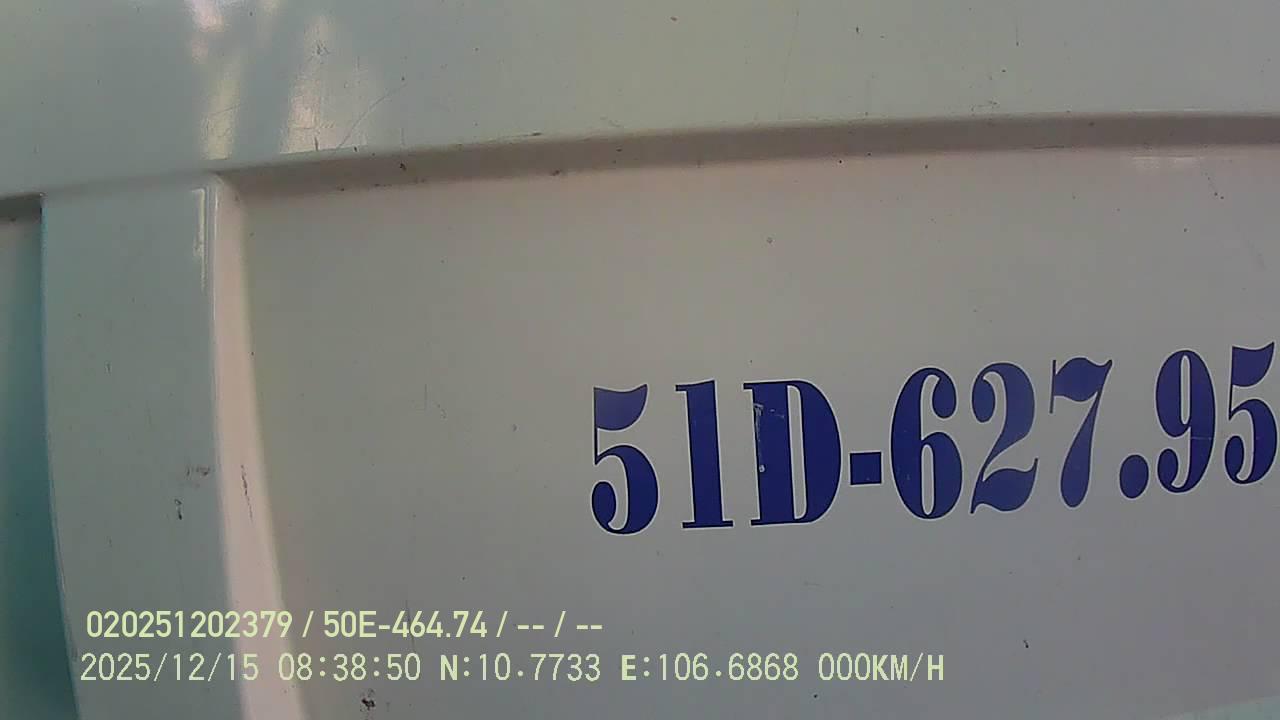 51D-627.95
020251202379 / 50E-464.74 / -- / --
2025/12/15 08:38:50 N:10.7733 E:106.6868 000KM/H